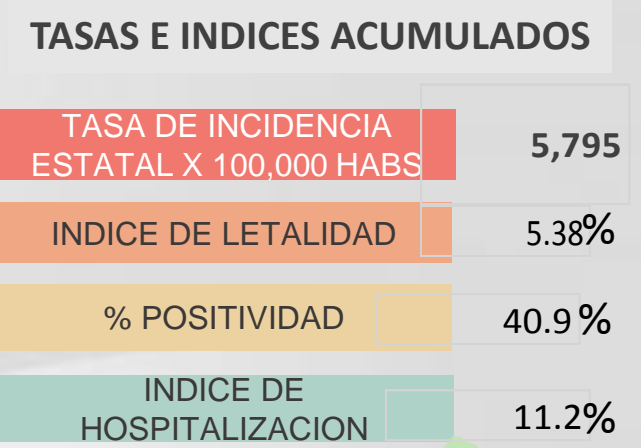 TASAS E INDICES ACUMULADOS
TASA DE INCIDENCIA
ESTATAL X 100,000 HABS
5,795
INDICE DE LETALIDAD
5.38%
% POSITIVIDAD
40.9 %
INDICE DE
HOSPITALIZACION
11.2%